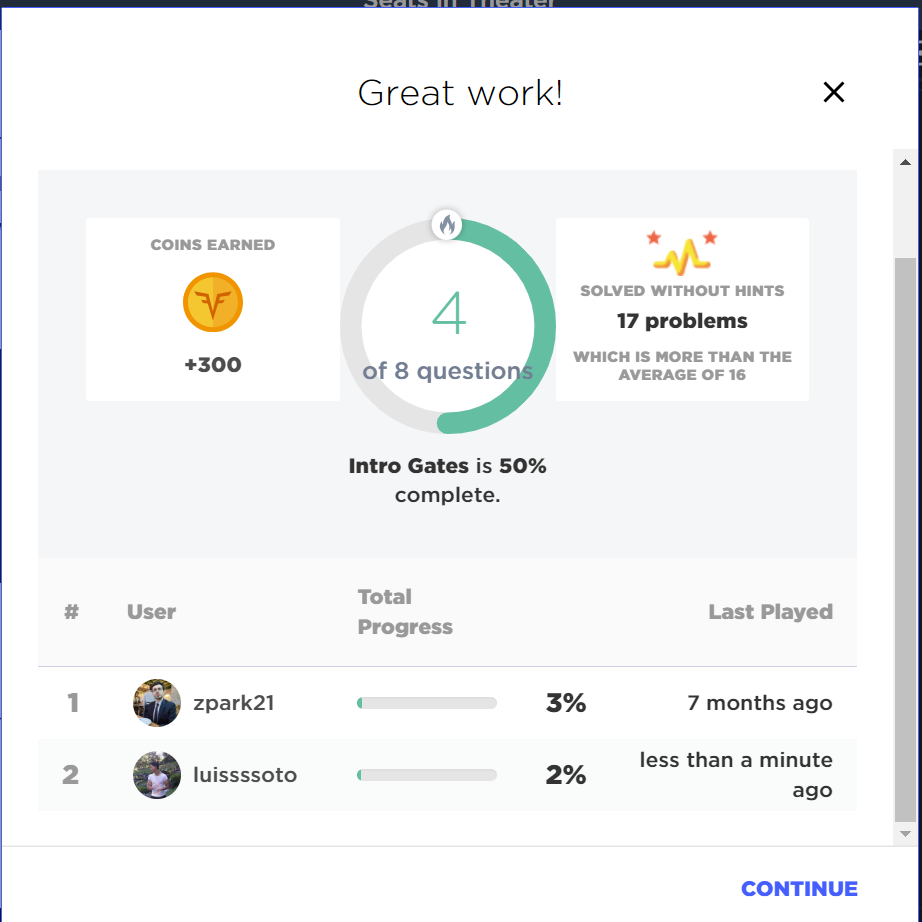 Seats in Theater
Great work!
COINS EARNED
+300
4
of 8 questions
SOLVED WITHOUT HINTS
17 problems
WHICH IS MORE THAN THE
AVERAGE OF 16
Intro Gates is 50%
complete.
# User Total Progress Last Played
1 zpark21 3% 7 months ago
2 luissssoto 2% less than a minute ago
CONTINUE